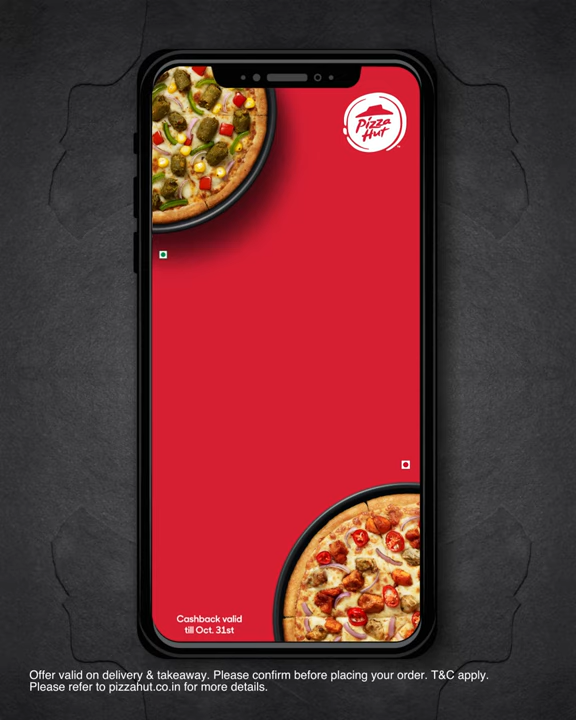 Pizza
Hut
Cashback valid
till Oct. 31st
Offer valid on delivery & takeaway. Please confirm before placing your order. T&C apply.
Please refer to pizzahut.co.in for more details.